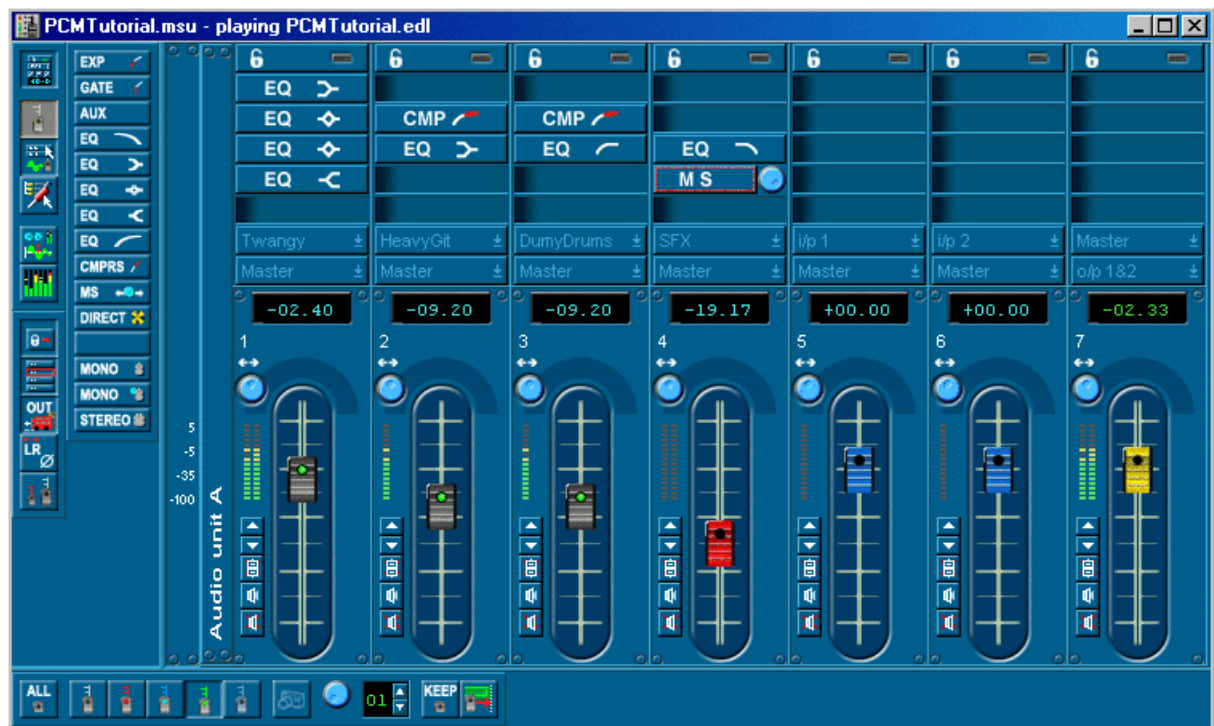 PCMTutorial.msu - playing PCMTutorial.edl
EXP
GATE
AUX
EQ
EQ
EQ
EQ
EQ
CMPRS
MS
DIRECT
MONO
MONO
STEREO
OUT
LR
5
-5
-35
-100
Audio unit A
6 6 6 6 6 6 6
EQ
EQ CMP CMP
EQ EQ EQ EQ
EQ M S
Twangy HeavyGit DumyDrums SFX i/p 1 i/p 2 Master
Master Master Master Master Master Master o/p 1&2
-02.40 -09.20 -09.20 -19.17 +00.00 +00.00 -02.33
1 2 3 4 5 6 7
ALL
01
KEEP